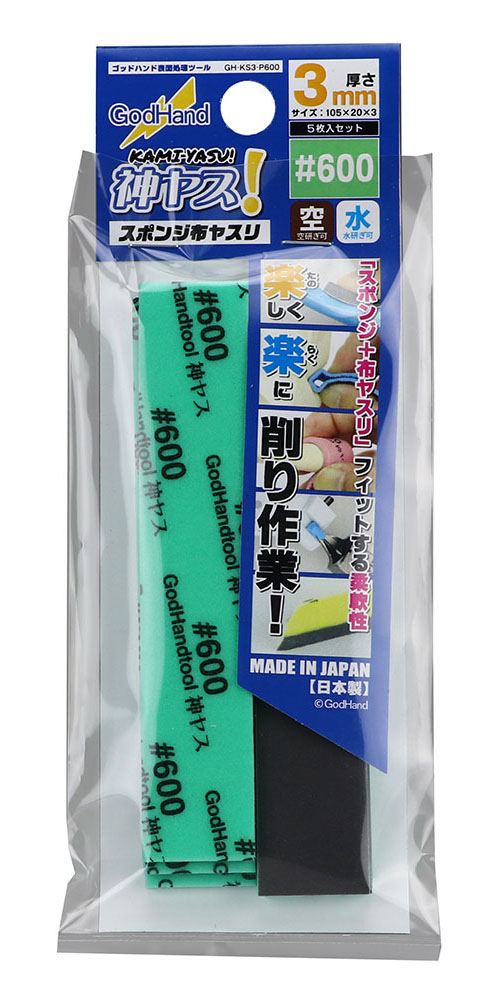 ゴッドハンド表面処理ツール
GH-KS3-P600
GodHand
KAMI-YASU!
神ヤス!
スポンジ布ヤスリ
3mm
厚さ
サイズ：105×20×3
5枚入セット
#600
空
空研ぎ可
水
水研ぎ可
「スポンジ+布ヤスリ」フィットする柔軟性
楽しく
たの
楽に
らく
削り作業！
MADE IN JAPAN
【日本製】
©GodHand
#600
GodHandtool 神ヤス
#600
GodHandtool 神ヤス
#600
GodHandtool 神ヤス
#600
GodHandtool 神ヤス